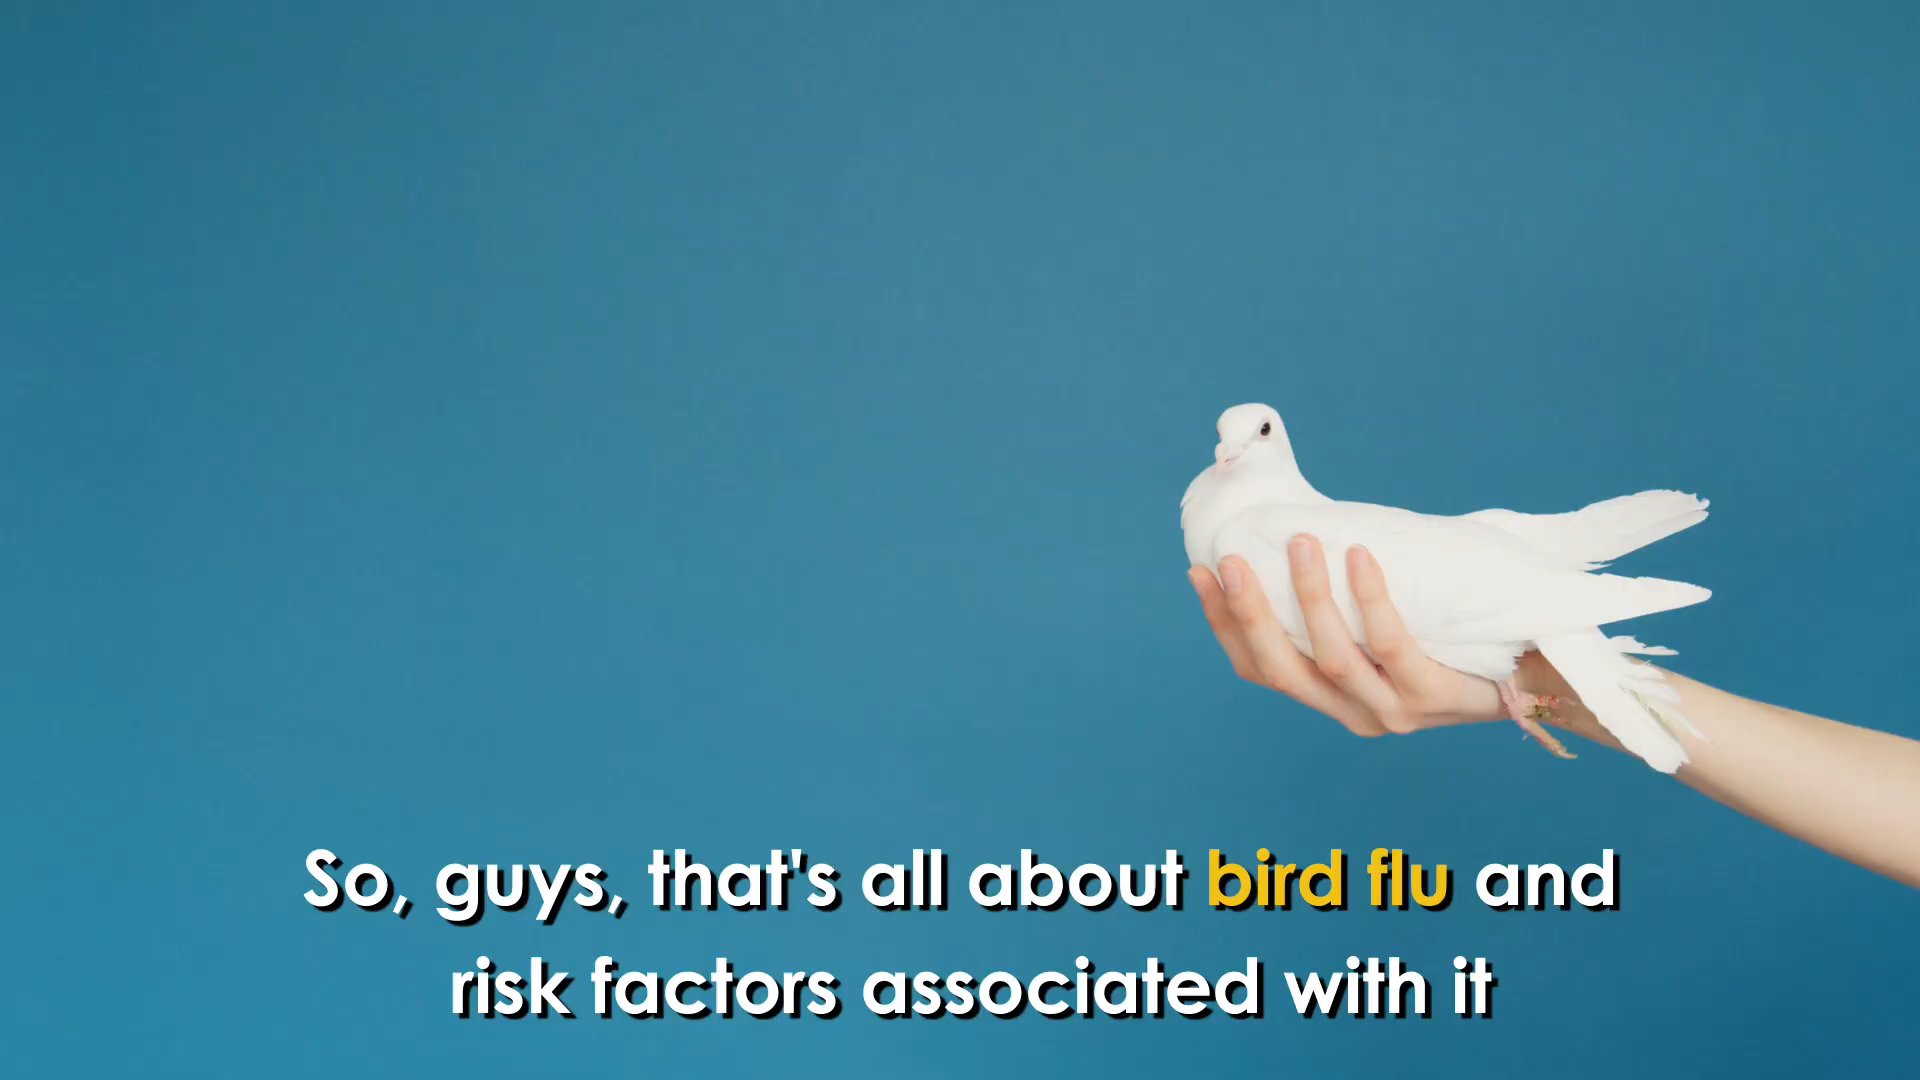 So, guys, that's all about bird flu and
risk factors associated with it